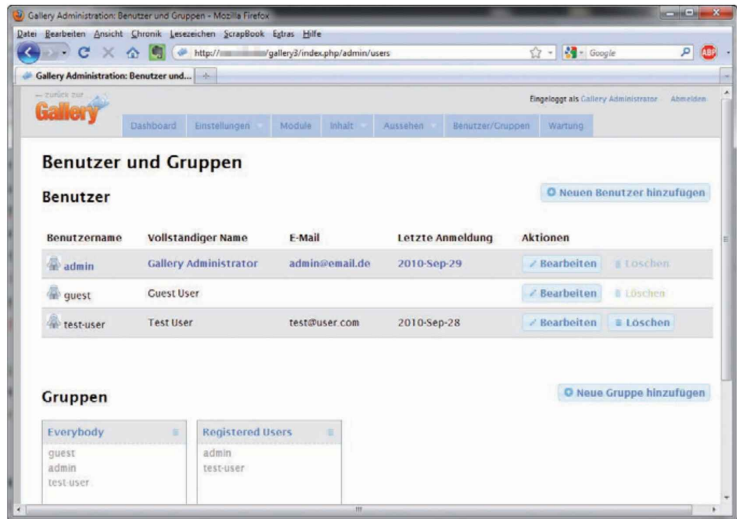 Gallery Administration: Benutzer und Gruppen - Mozilla Firefox
Datei Bearbeiten Ansicht Chronik Lesezeichen ScrapBook Extras Hilfe
http:// /gallery3/index.php/admin/users
Google
ABP
Gallery Administration: Benutzer und...
← zurück zur
Gallery
Eingeloggt als Gallery Administrator Abmelden
Dashboard Einstellungen Module Inhalt Aussehen Benutzer/Gruppen Wartung
Benutzer und Gruppen
Benutzer
Neuen Benutzer hinzufügen
Benutzername Vollständiger Name E-Mail Letzte Anmeldung Aktionen
admin Gallery Administrator admin@email.de 2010-Sep-29 Bearbeiten Löschen
guest Guest User Bearbeiten Löschen
test-user Test User test@user.com 2010-Sep-28 Bearbeiten Löschen
Gruppen
Neue Gruppe hinzufügen
Everybody
guest
admin
test-user
Registered Users
admin
test-user